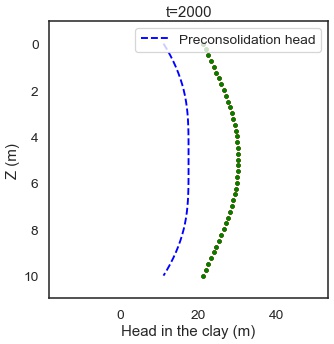 t=2000
Preconsolidation head
0
2
4
6
8
10
Z (m)
0 20 40
Head in the clay (m)